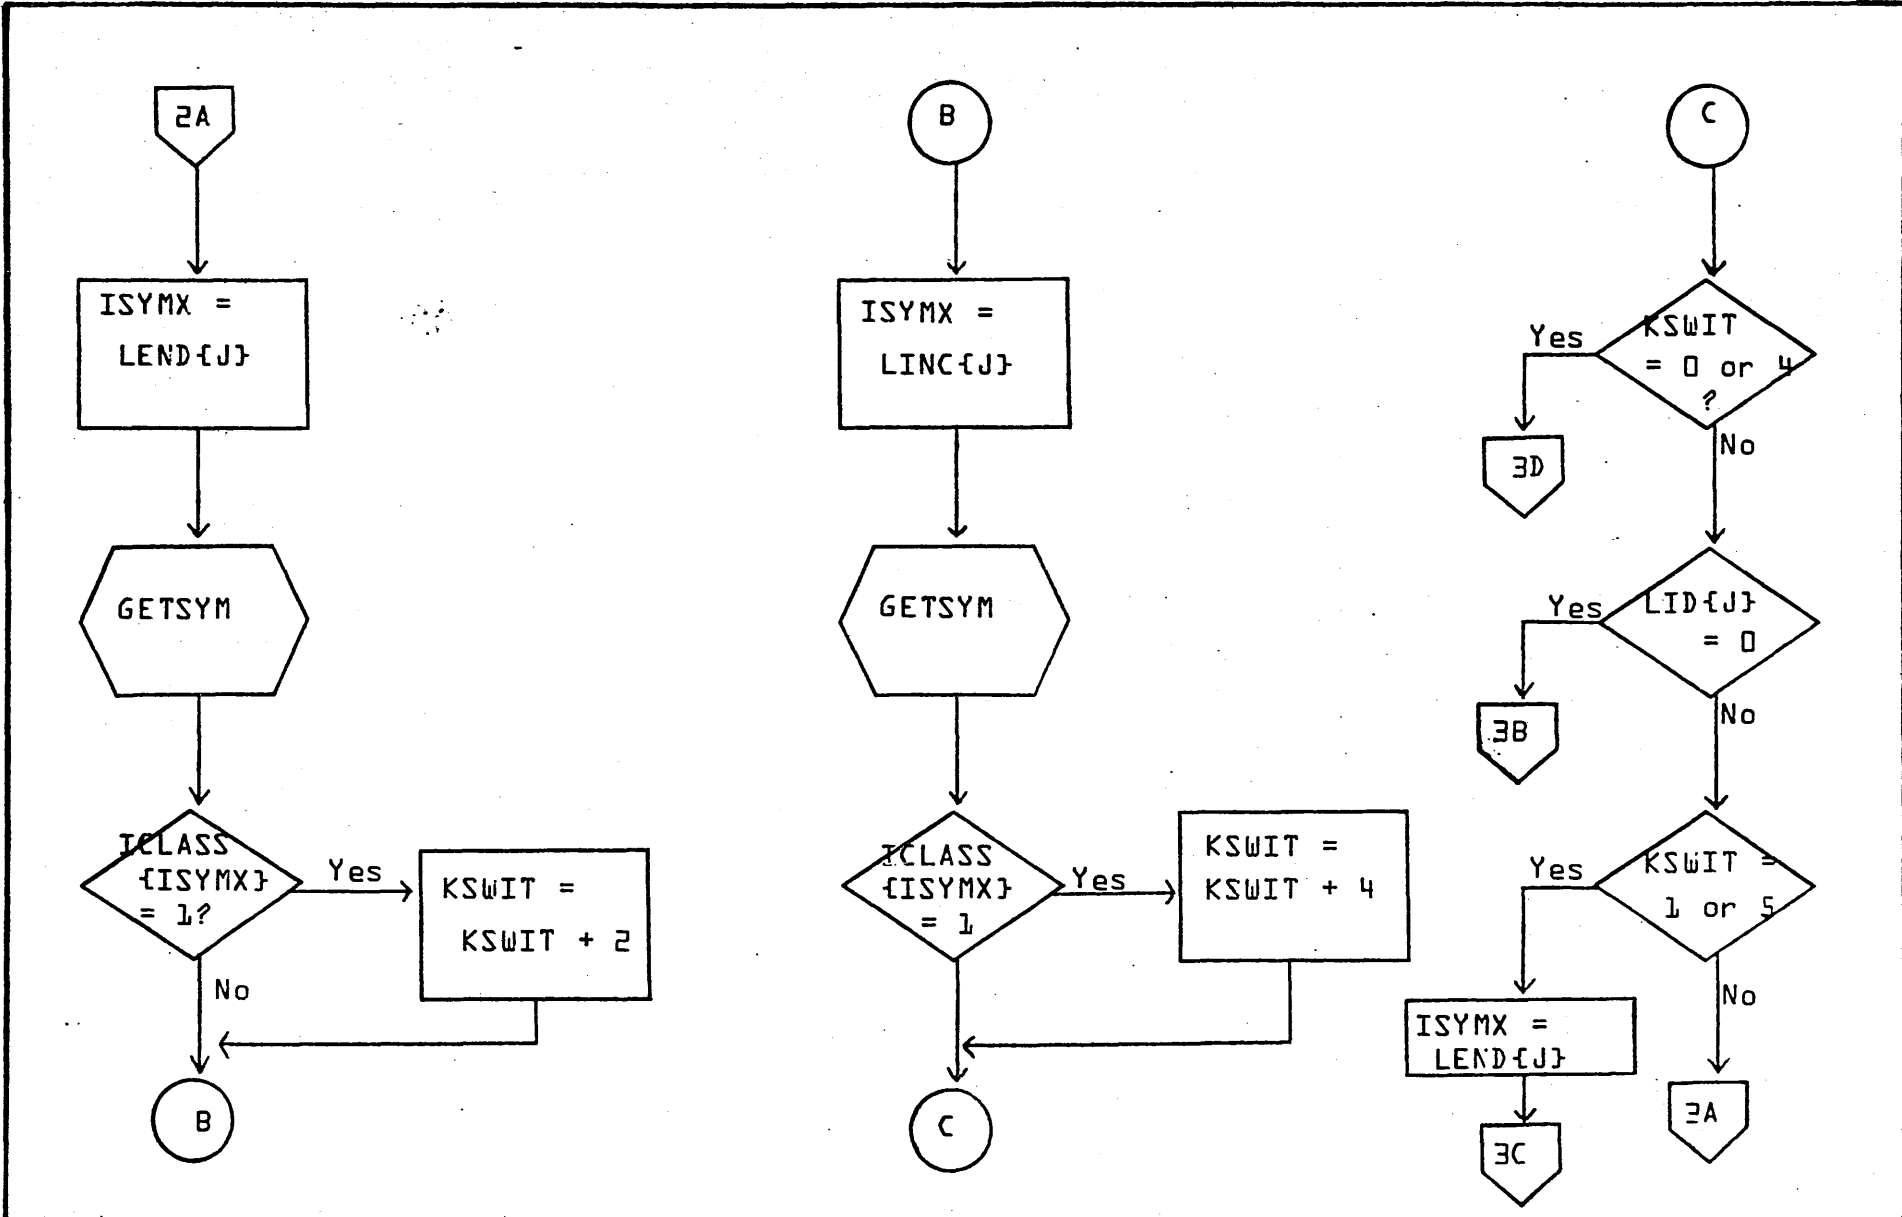 2A
ISYMX =
LEND{J}
GETSYM
ICLASS
{ISYMX}
= 1?
Yes
KSWIT =
KSWIT + 2
No
B
B
ISYMX =
LINC{J}
GETSYM
ICLASS
{ISYMX}
= 1
Yes
KSWIT =
KSWIT + 4
C
C
KSWIT
= 0 or 4
?
Yes
3D
No
LID{J}
= 0
Yes
3B
No
KSWIT =
1 or 5
Yes
ISYMX =
LEND{J}
3C
No
3A